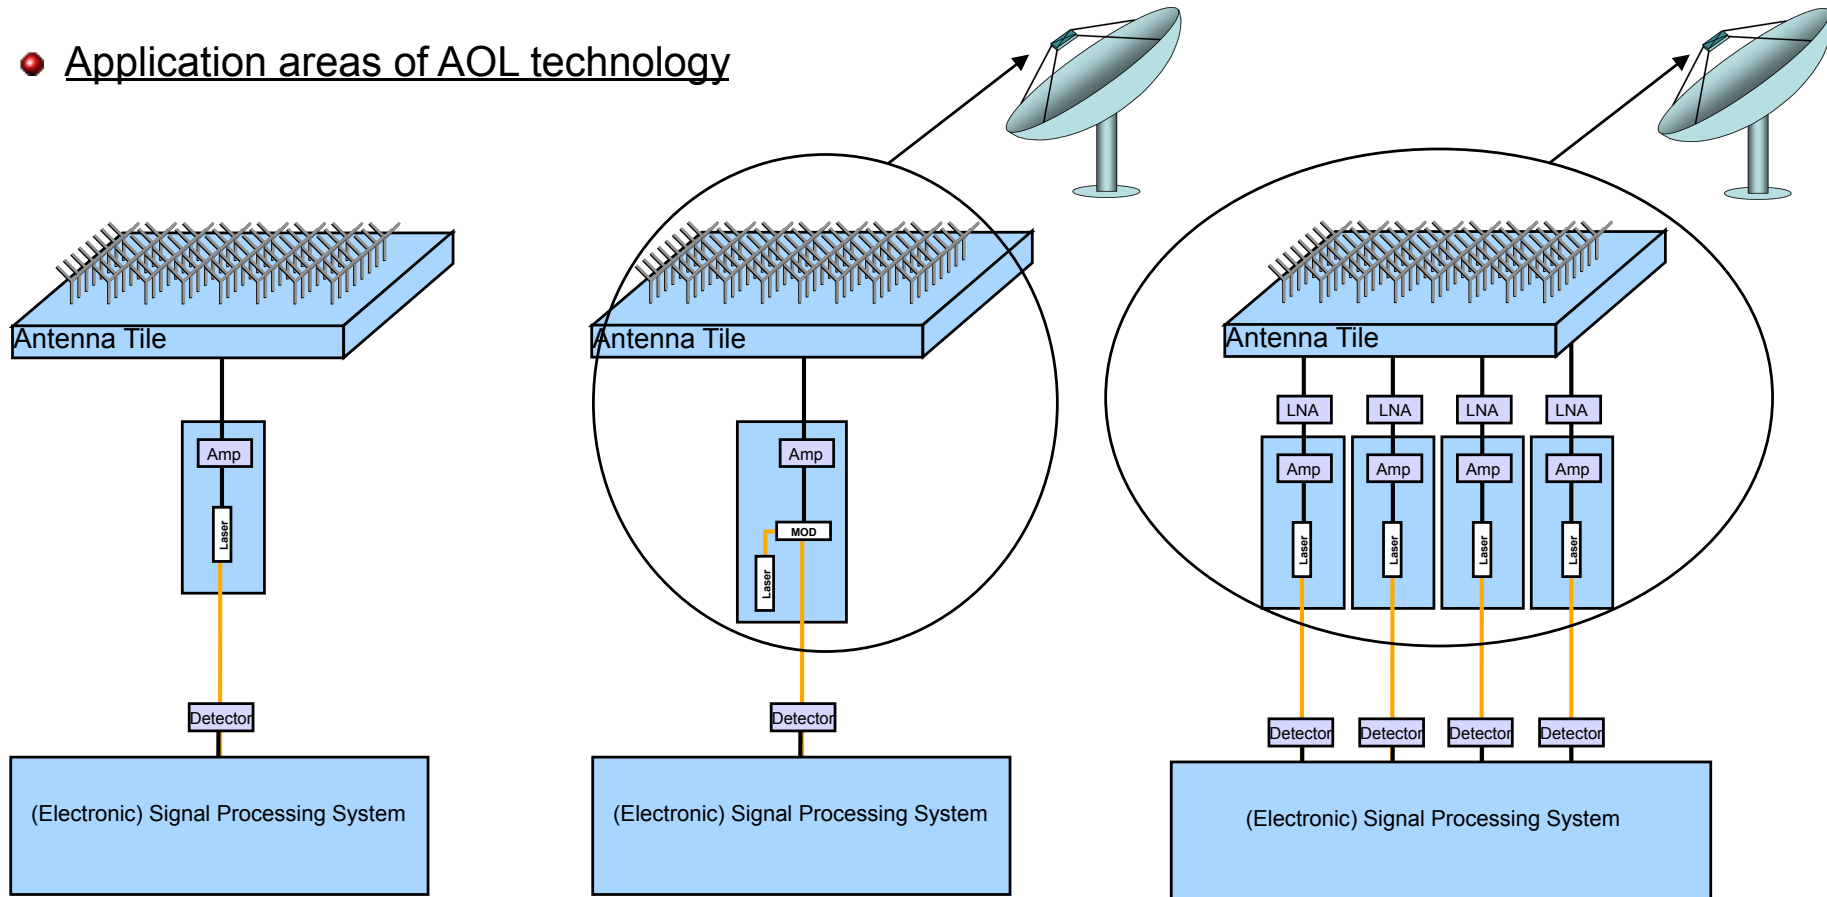 Application areas of AOL technology
Antenna Tile
Amp
Laser
Detector
(Electronic) Signal Processing System
Antenna Tile
Amp
MOD
Laser
Detector
(Electronic) Signal Processing System
Antenna Tile
LNA LNA LNA LNA
Amp Amp Amp Amp
Laser Laser Laser Laser
Detector Detector Detector Detector
(Electronic) Signal Processing System